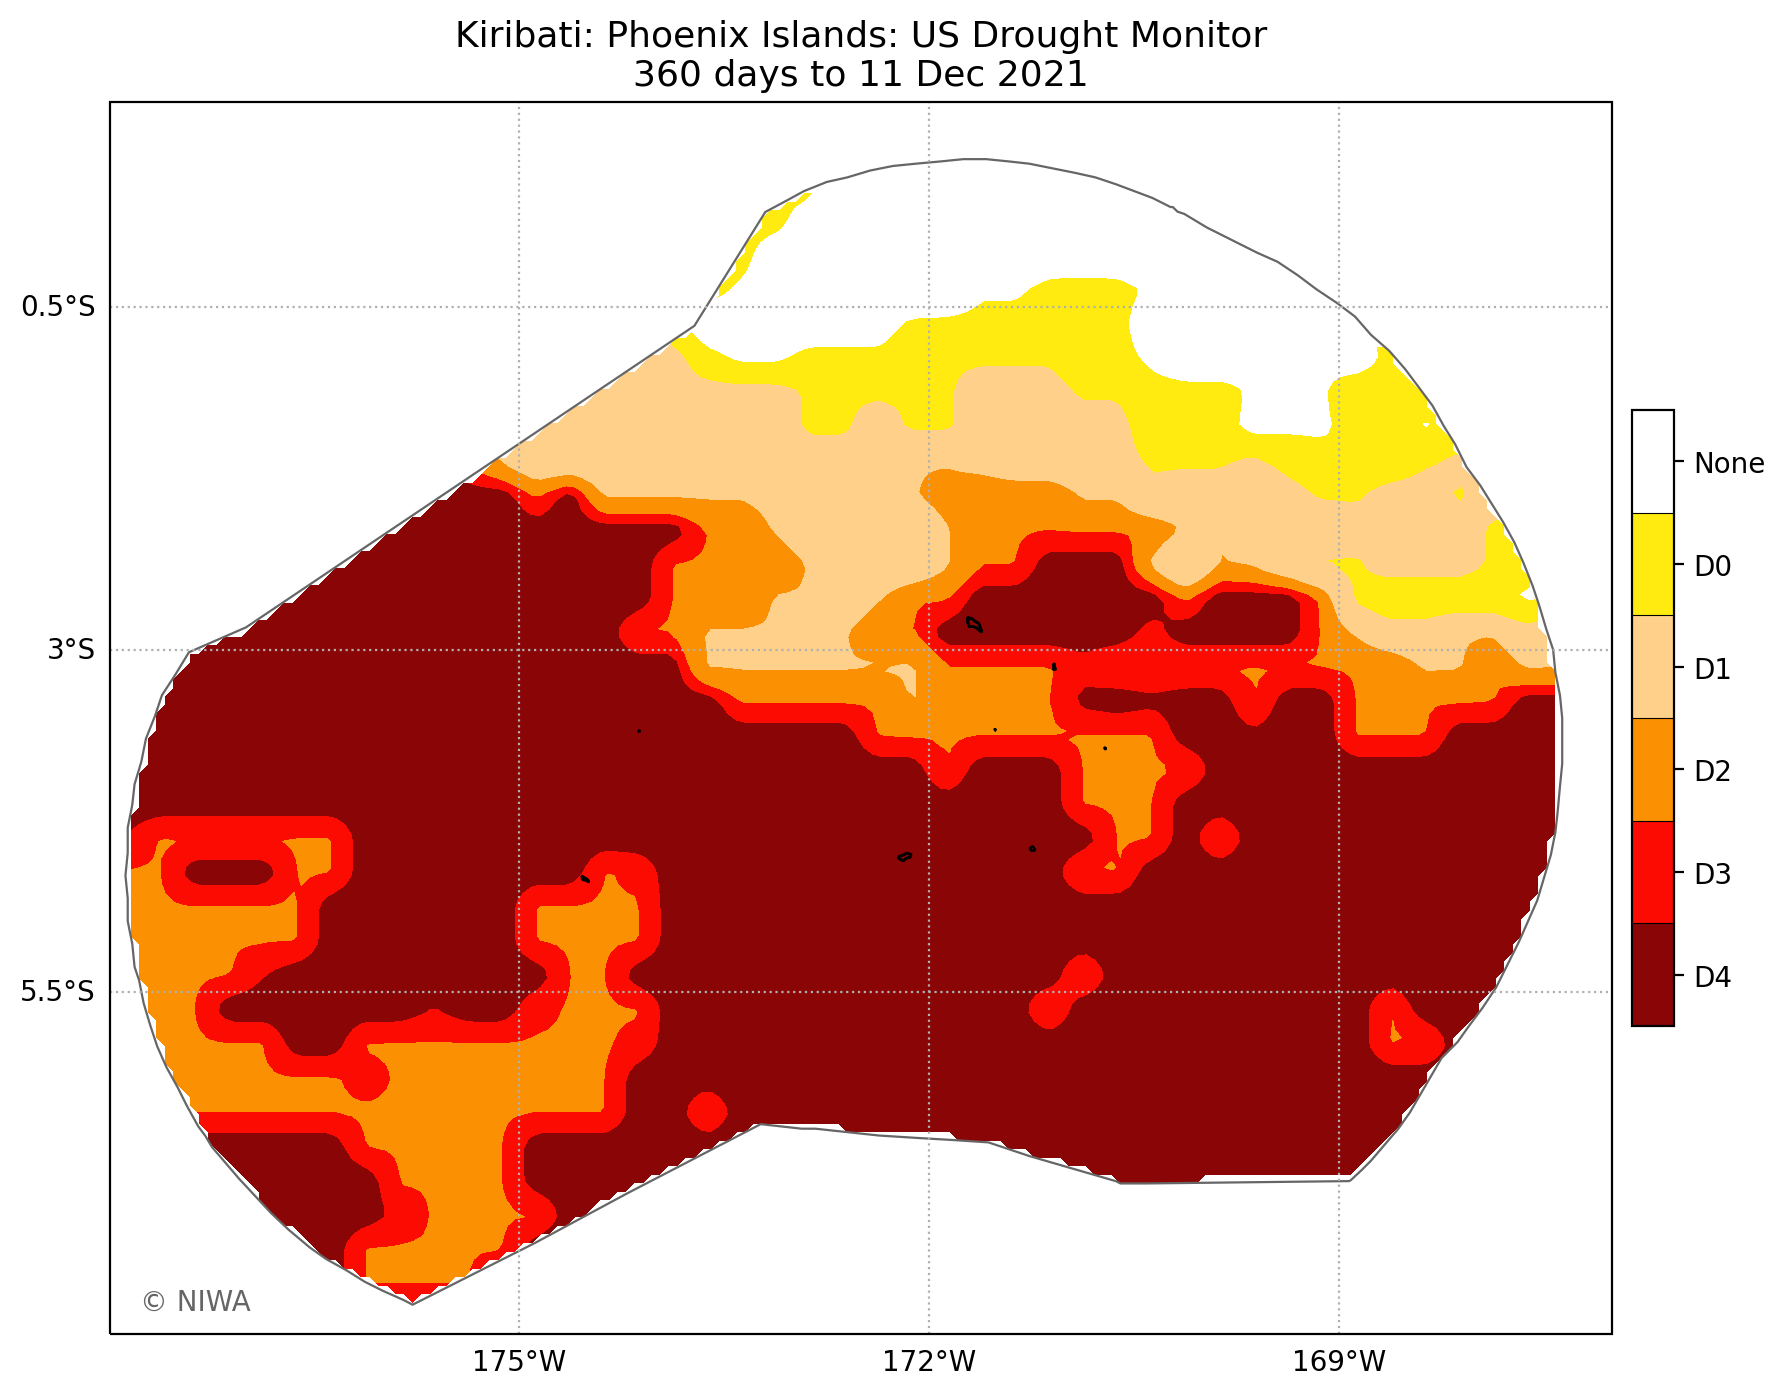 Kiribati: Phoenix Islands: US Drought Monitor
360 days to 11 Dec 2021
0.5°S
3°S
5.5°S
175°W
172°W
169°W
None
D0
D1
D2
D3
D4
© NIWA